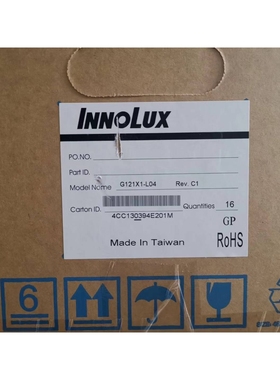 INNOLUX
PO.NO.
Part ID.
Model Name G121X1-L04 Rev. C1
Carton ID. Quantities 16
4CC130394E201M
GP
Made In Taiwan RoHS
6